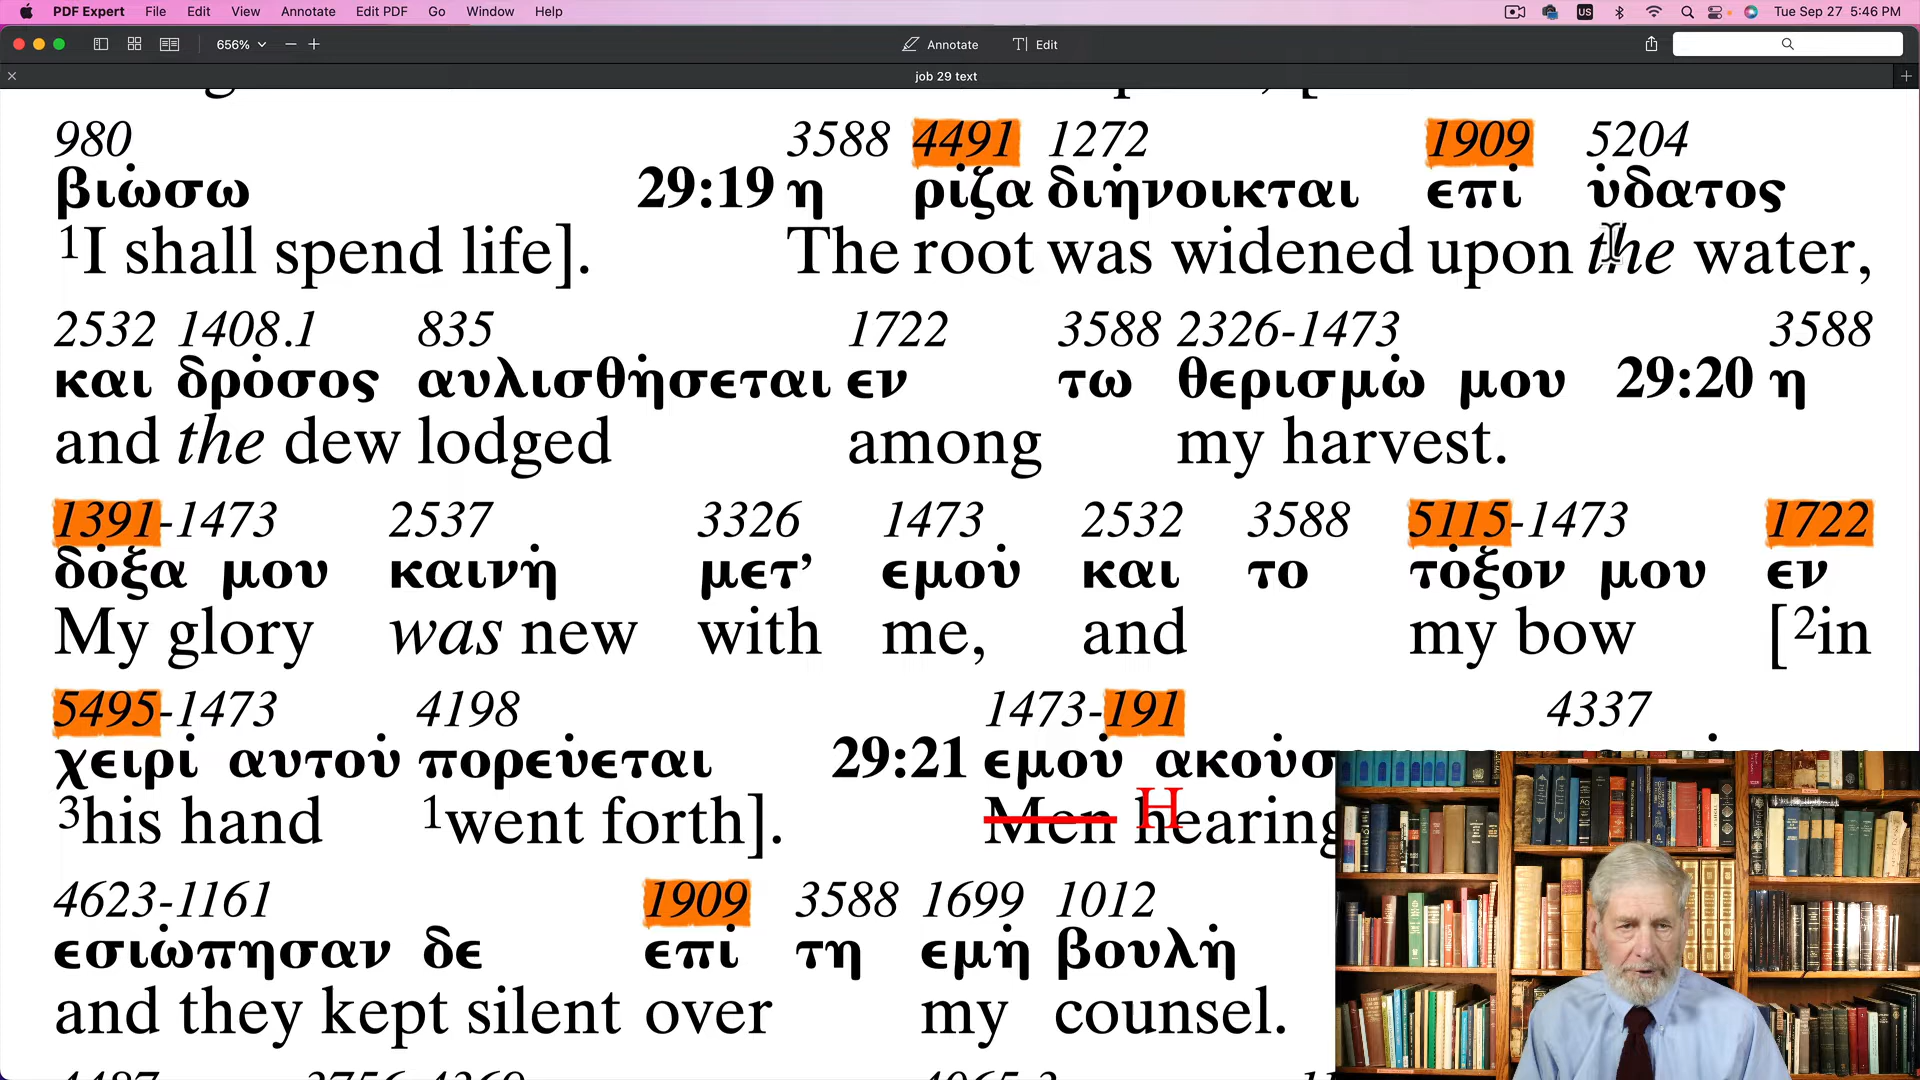 PDF Expert File Edit View Annotate Edit PDF Go Window Help US Tue Sep 27 5:46 PM
656% Annotate Edit
job 29 text
980 3588 4491 1272 1909 5204
βιώσω 29:19 η ρίζα διήνοικται επί ύδατος
1I shall spend life]. The root was widened upon the water,
2532 1408.1 835 1722 3588 2326-1473 3588
και δρόσος αυλισθήσεται εν τω θερισμώ μου 29:20 η
and the dew lodged among my harvest.
1391-1473 2537 3326 1473 2532 3588 5115-1473 1722
δόξα μου καινή μετ’ εμού και το τόξον μου εν
My glory was new with me, and my bow [2in
5495-1473 4198 1473-191 4337
χειρί αυτού πορεύεται 29:21 εμού ακούσ
3his hand 1went forth]. Men Hearing
4623-1161 1909 3588 1699 1012
εσιώπησαν δε επί τη εμή βουλή
and they kept silent over my counsel.